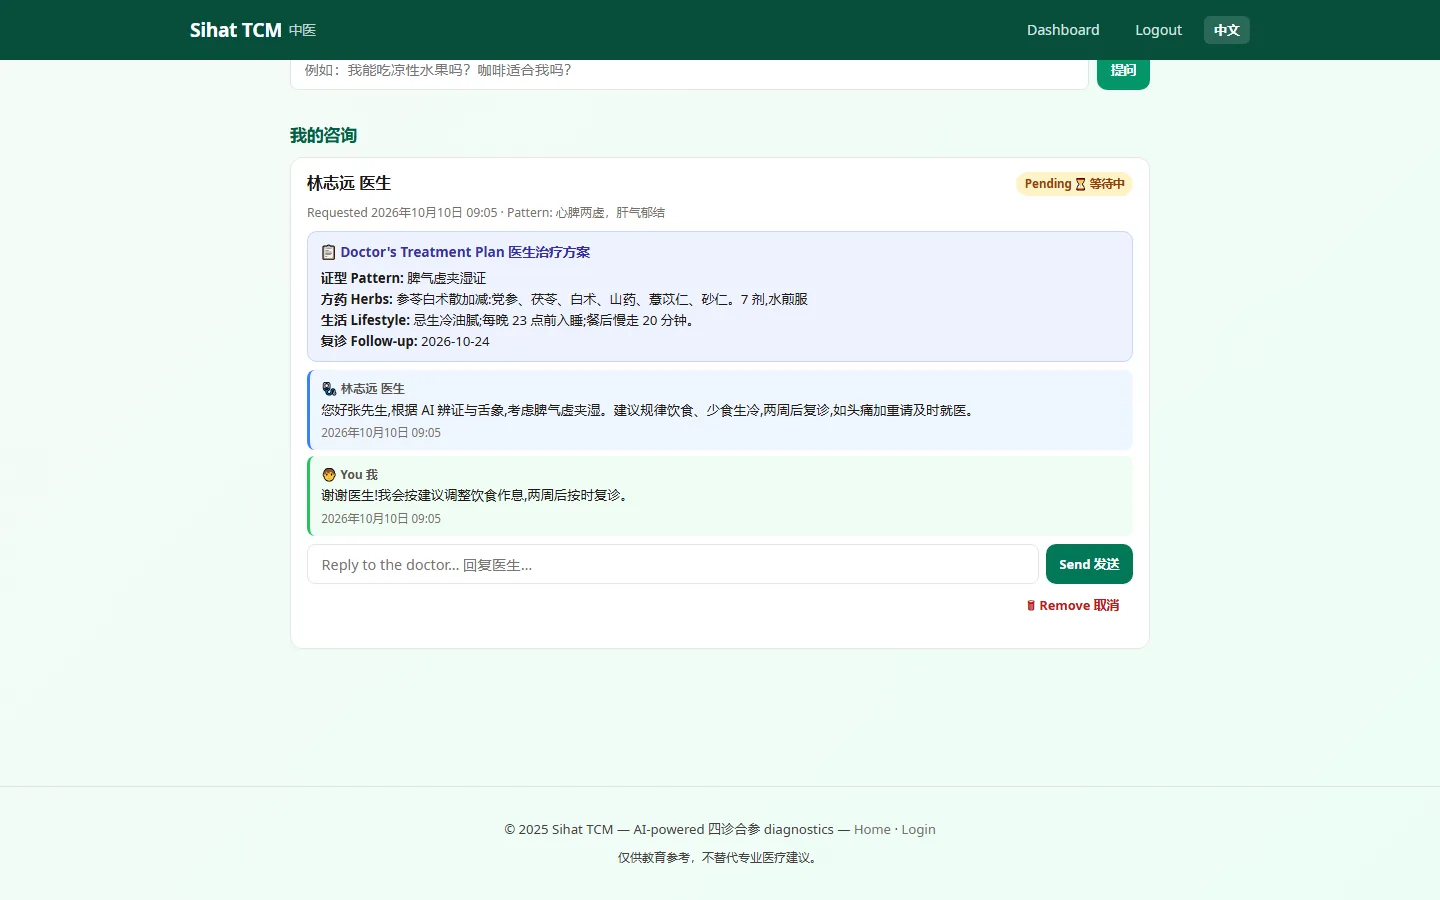 Sihat TCM 中医
Dashboard
Logout
中文
例如：我能吃凉性水果吗？咖啡适合我吗？
提问
我的咨询
林志远 医生
Pending ⏳ 等待中
Requested 2026年10月10日 09:05 · Pattern: 心脾两虚，肝气郁结
📋 Doctor's Treatment Plan 医生治疗方案
证型 Pattern: 脾气虚夹湿证
方药 Herbs: 参苓白术散加减:党参、茯苓、白术、山药、薏苡仁、砂仁。7 剂,水煎服
生活 Lifestyle: 忌生冷油腻;每晚 23 点前入睡;餐后慢走 20 分钟。
复诊 Follow-up: 2026-10-24
🩺 林志远 医生
您好张先生,根据 AI 辨证与舌象,考虑脾气虚夹湿。建议规律饮食、少食生冷,两周后复诊,如头痛加重请及时就医。
2026年10月10日 09:05
You 我
谢谢医生!我会按建议调整饮食作息,两周后按时复诊。
2026年10月10日 09:05
Reply to the doctor... 回复医生...
Send 发送
Remove 取消
© 2025 Sihat TCM — AI-powered 四诊合参 diagnostics — Home · Login
仅供教育参考，不替代专业医疗建议。